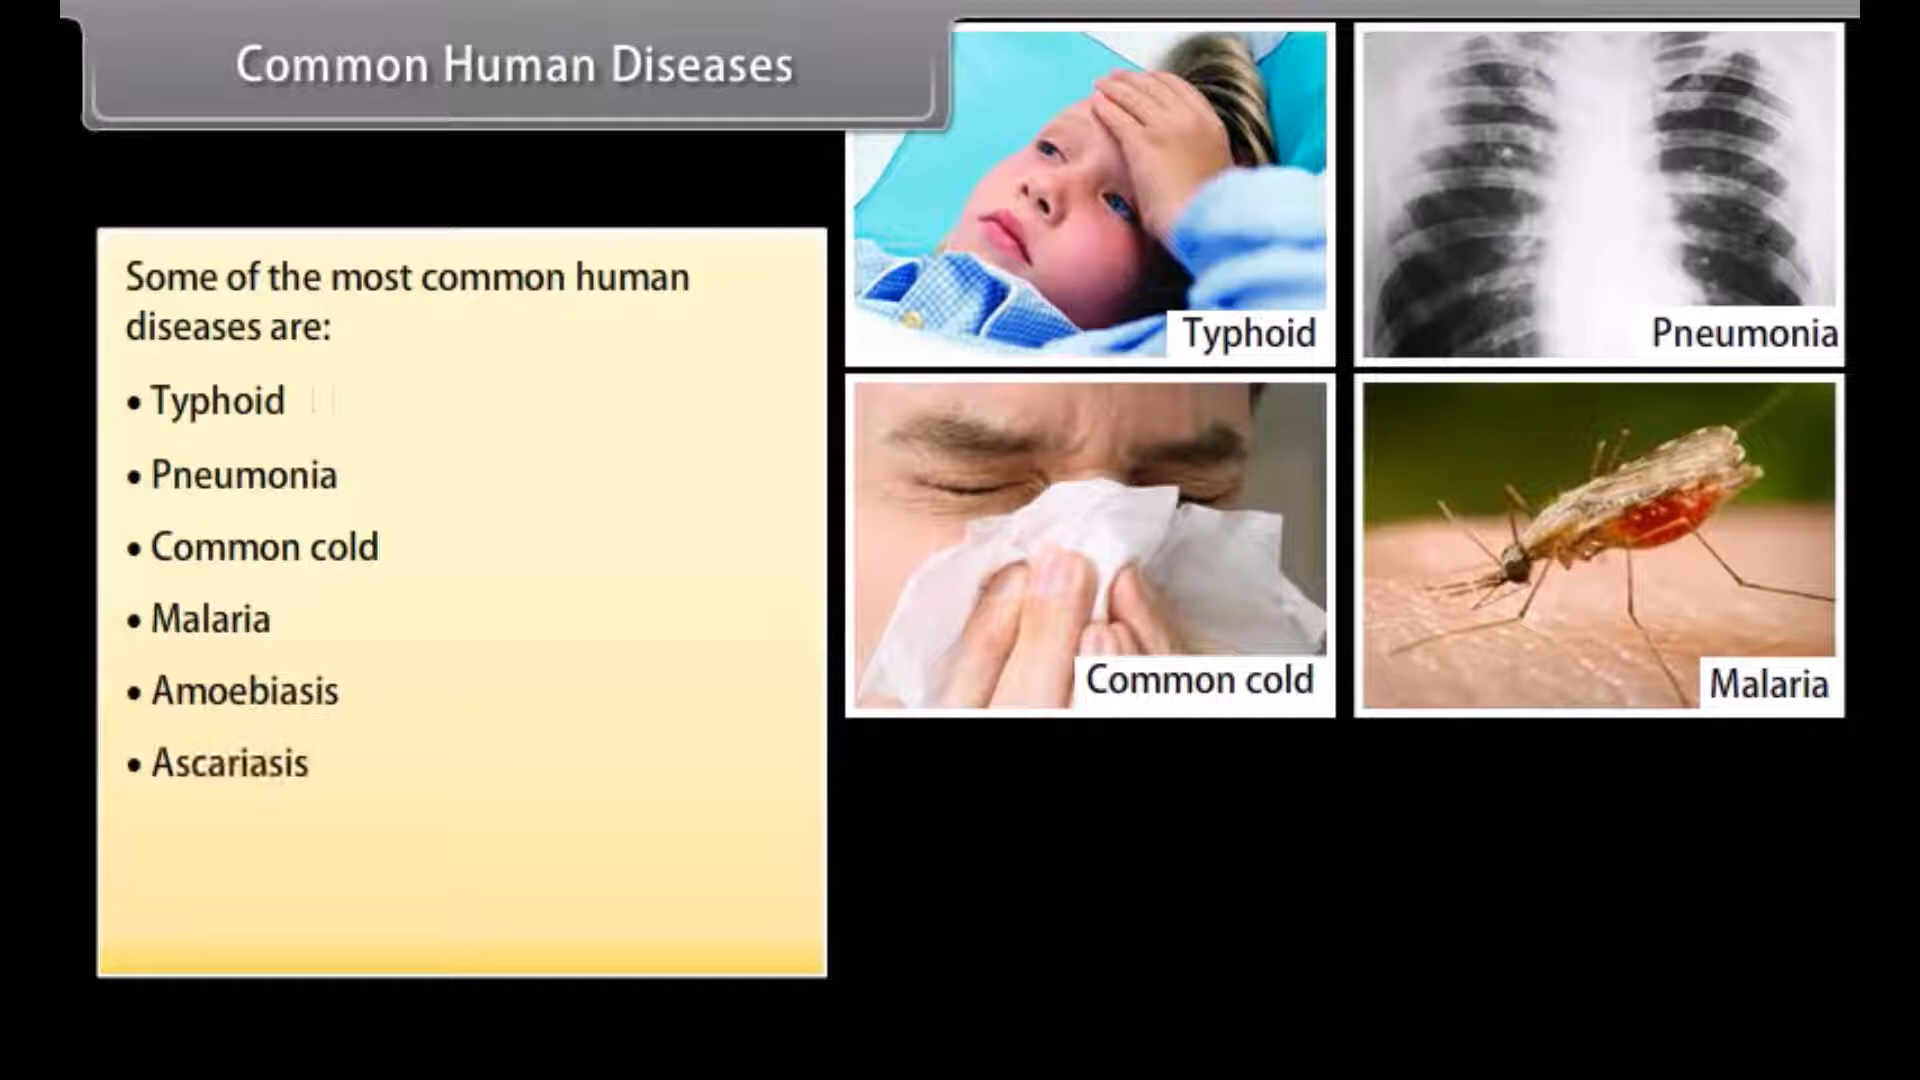 Common Human Diseases
Some of the most common human
diseases are:
• Typhoid
• Pneumonia
• Common cold
• Malaria
• Amoebiasis
• Ascariasis
Typhoid
Pneumonia
Common cold
Malaria